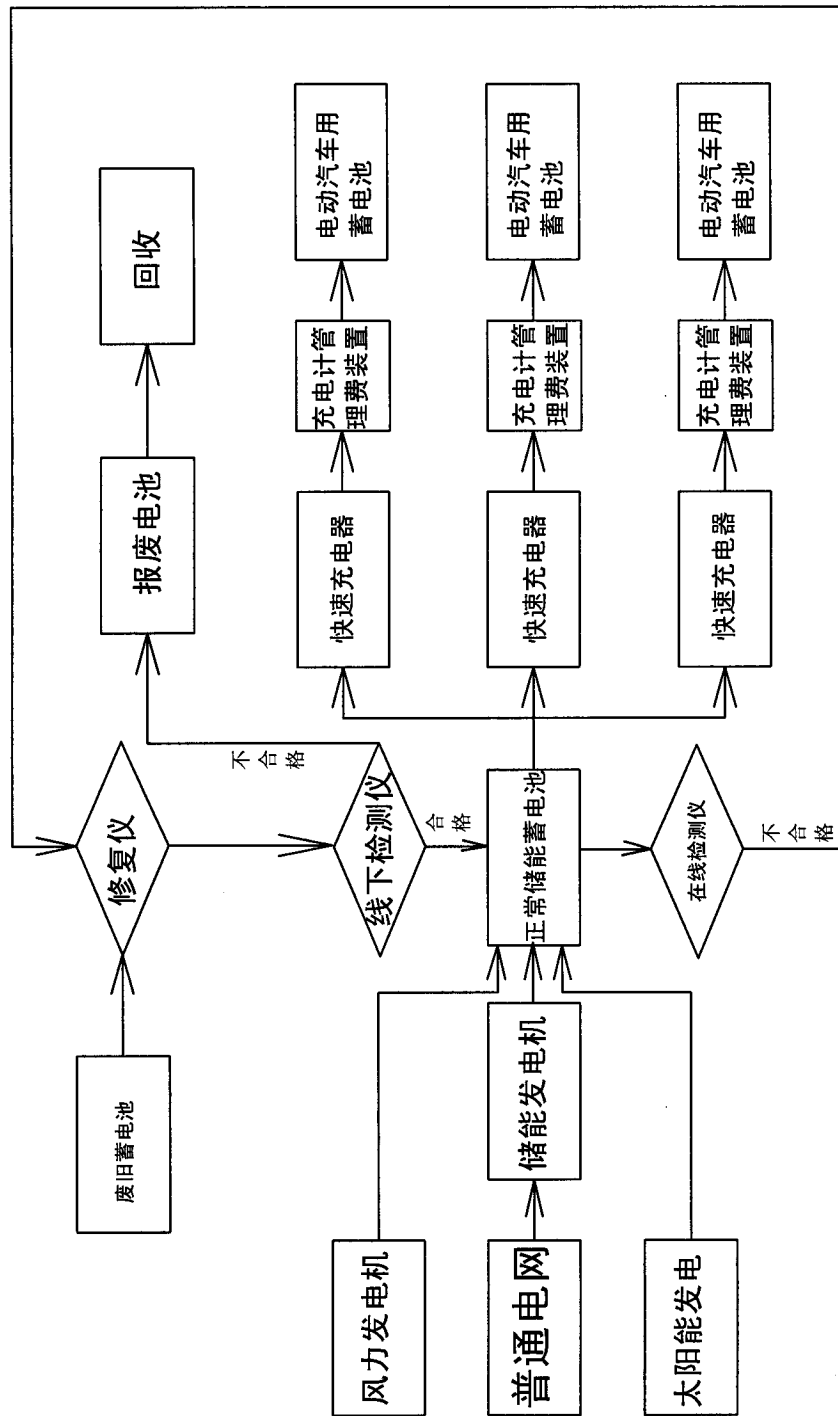 废旧蓄电池
修复仪
报废电池
回收
不合格
风力发电机
线下检测仪
快速充电器
充电计管
理费装置
电动汽车用
蓄电池
合格
普通电网
储能发电机
正常储能蓄电池
快速充电器
充电计管
理费装置
电动汽车用
蓄电池
太阳能发电
在线检测仪
快速充电器
充电计管
理费装置
电动汽车用
蓄电池
不合格